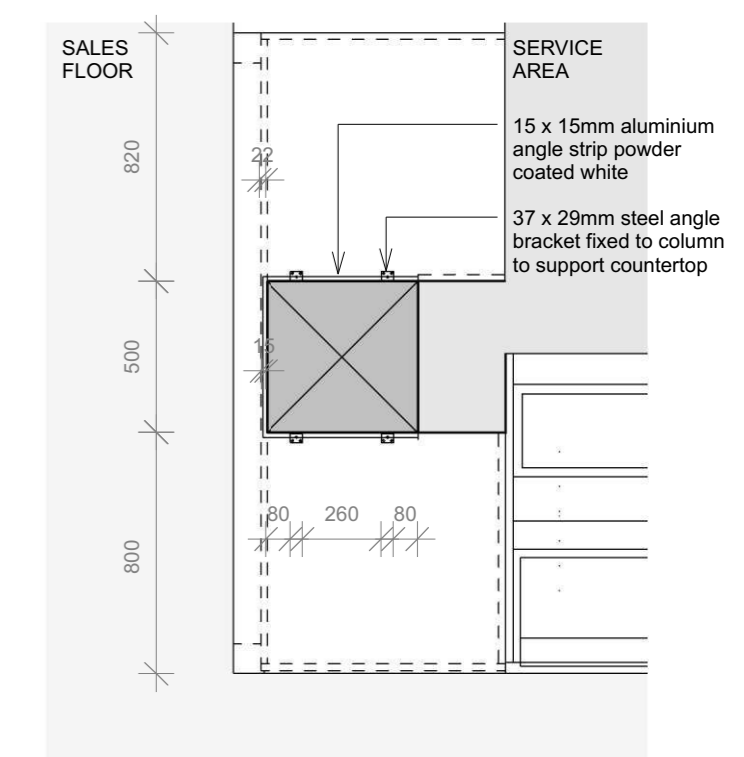 SALES
FLOOR
SERVICE
AREA
15 x 15mm aluminium
angle strip powder
coated white
37 x 29mm steel angle
bracket fixed to column
to support countertop
820
22
500
15
80 260 80
800